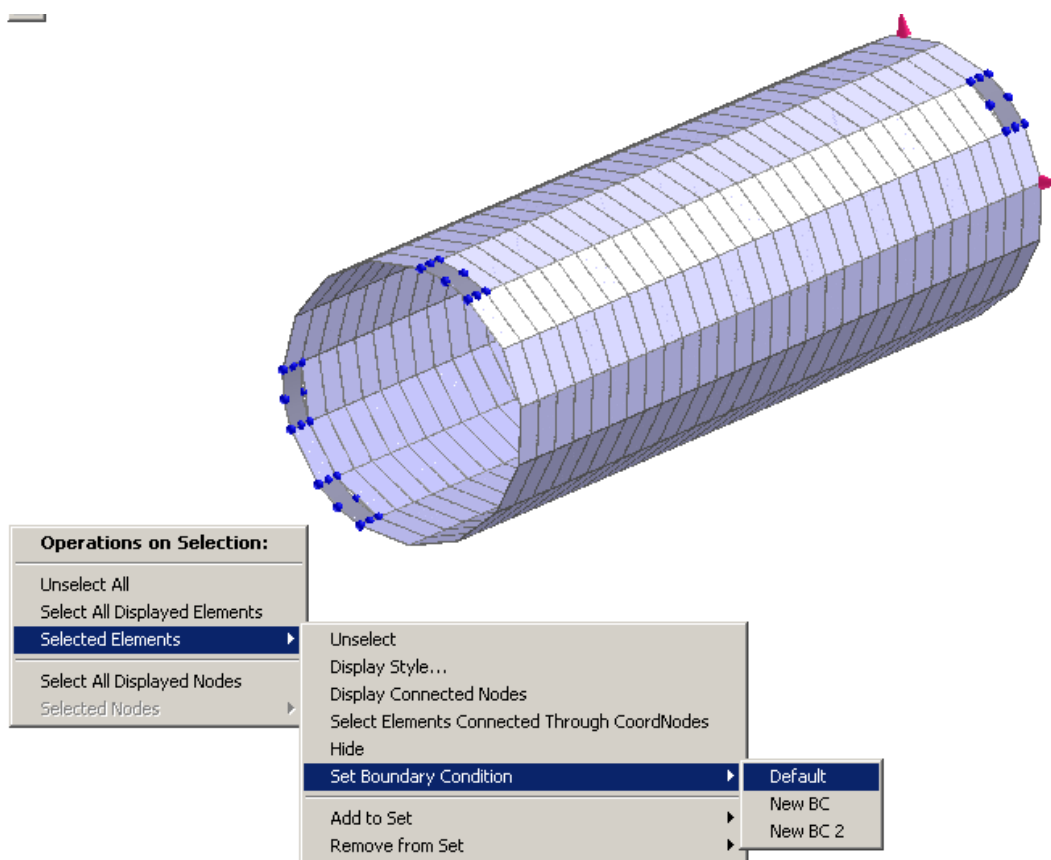 Operations on Selection:
Unselect All
Select All Displayed Elements
Selected Elements
Select All Displayed Nodes
Selected Nodes
Unselect
Display Style...
Display Connected Nodes
Select Elements Connected Through CoordNodes
Hide
Set Boundary Condition
Add to Set
Remove from Set
Default
New BC
New BC 2